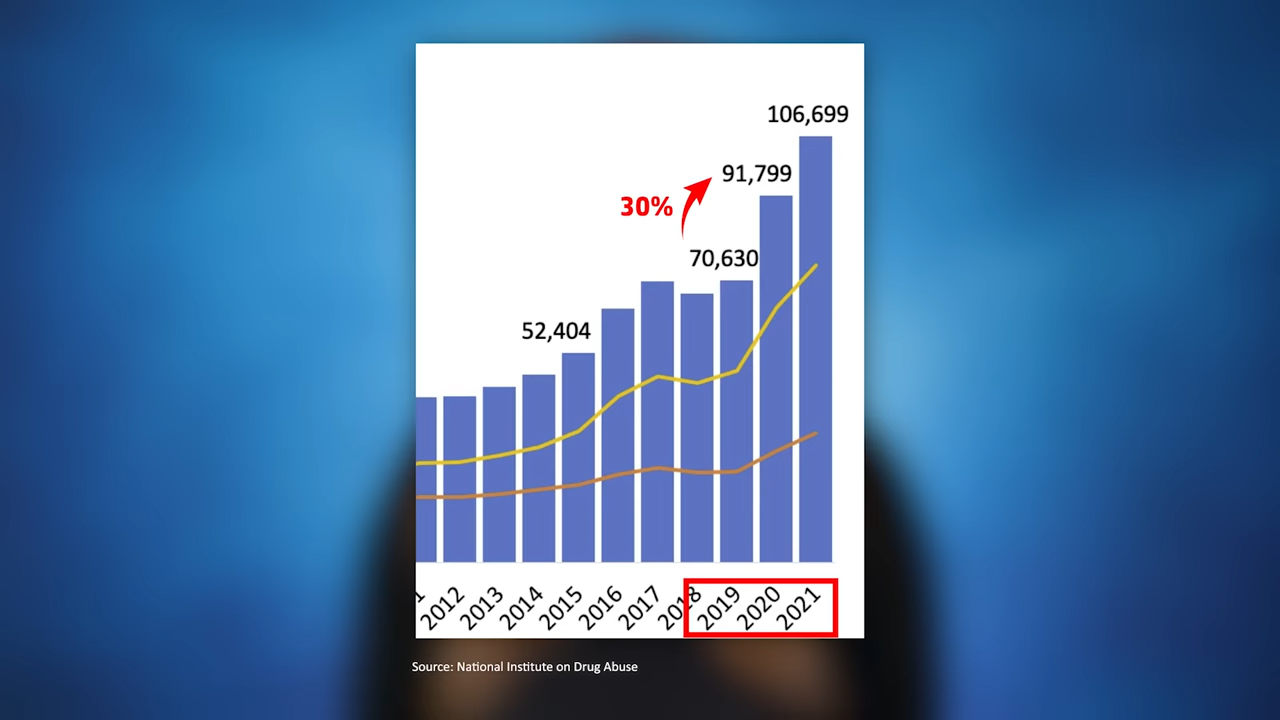 106,699
91,799
30%
70,630
52,404
2012 2013 2014 2015 2016 2017 2018 2019 2020 2021
Source: National Institute on Drug Abuse